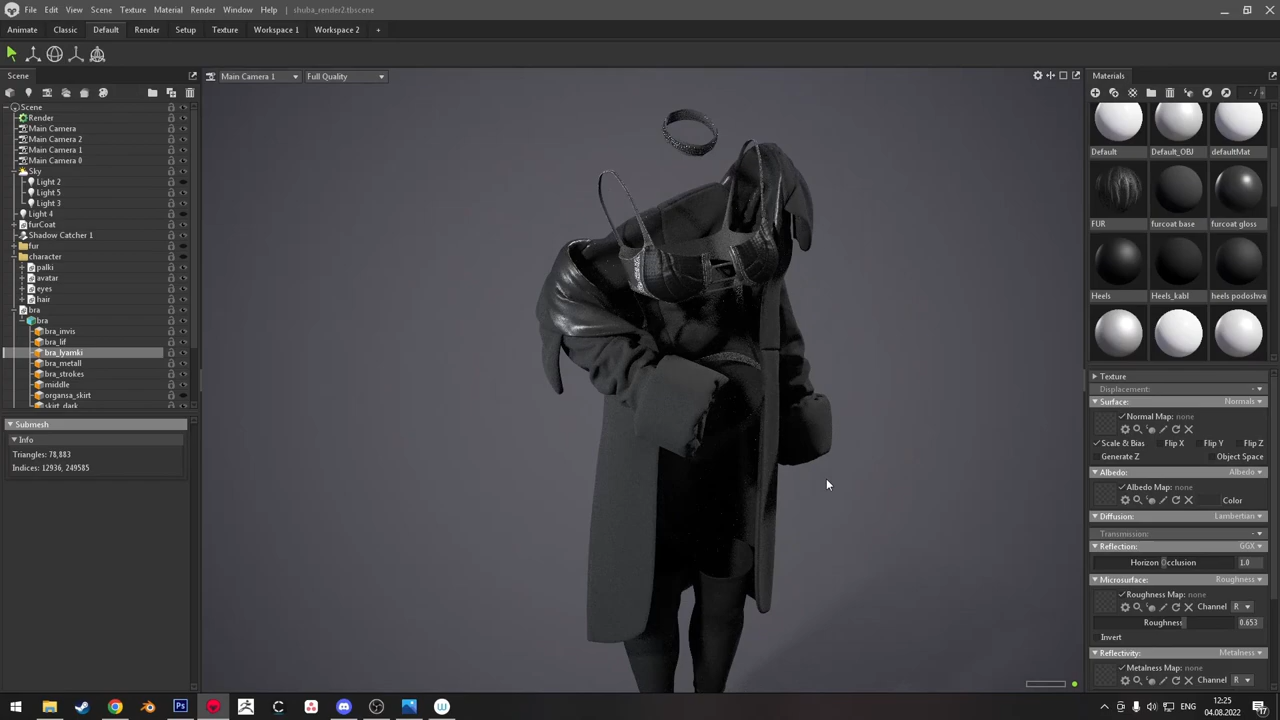 File Edit View Scene Texture Material Render Window Help shuba_render2.tbscene
Animate Classic Default Render Setup Texture Workspace 1 Workspace 2 +
Scene
Scene
Render
Main Camera
Main Camera 2
Main Camera 1
Main Camera 0
Sky
Light 2
Light 5
Light 3
Light 4
furCoat
Shadow Catcher 1
fur
character
palki
avatar
eyes
hair
bra
bra
bra_invis
bra_lif
bra_lyamki
bra_metall
bra_strokes
middle
organsa_skirt
skirt_dark
Submesh
Info
Triangles: 78,883
Indices: 12936, 249585
Main Camera 1 Full Quality
Materials
- /
Default Default_OBJ defaultMat
FUR furcoat base furcoat gloss
Heels Heels_kabl heels podoshva
Texture
Displacement: -
Surface: Normals
Normal Map: none
Scale & Bias Flip X Flip Y Flip Z
Generate Z Object Space
Albedo: Albedo
Albedo Map: none
Color
Diffusion: Lambertian
Transmission: -
Reflection: GGX
Horizon Occlusion 1.0
Microsurface: Roughness
Roughness Map: none
Channel R
Roughness 0.653
Invert
Reflectivity: Metalness
Metalness Map: none
Channel R
Ps
C
W
ENG
12:25
04.08.2022
17